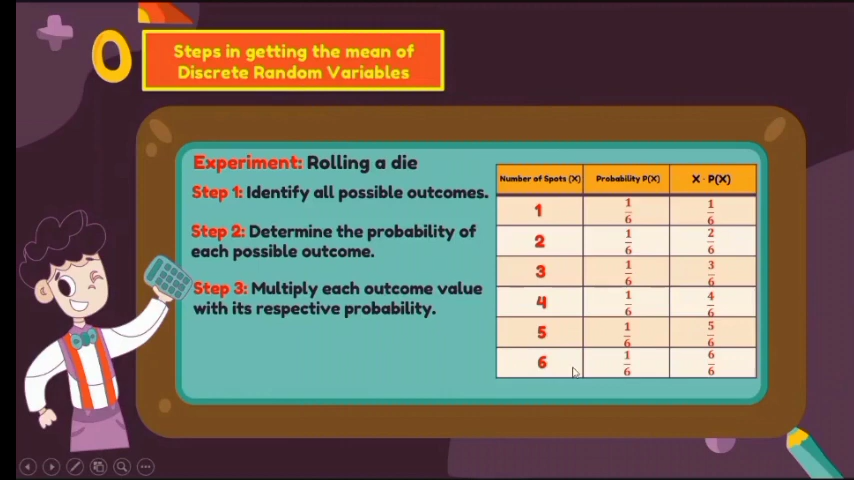 Steps in getting the mean of
Discrete Random Variables
Experiment: Rolling a die
Step 1: Identify all possible outcomes.
Step 2: Determine the probability of
each possible outcome.
Step 3: Multiply each outcome value
with its respective probability.
Number of Spots (X) Probability P(X) X · P(X)
1 1/6 1/6
2 1/6 2/6
3 1/6 3/6
4 1/6 4/6
5 1/6 5/6
6 1/6 6/6